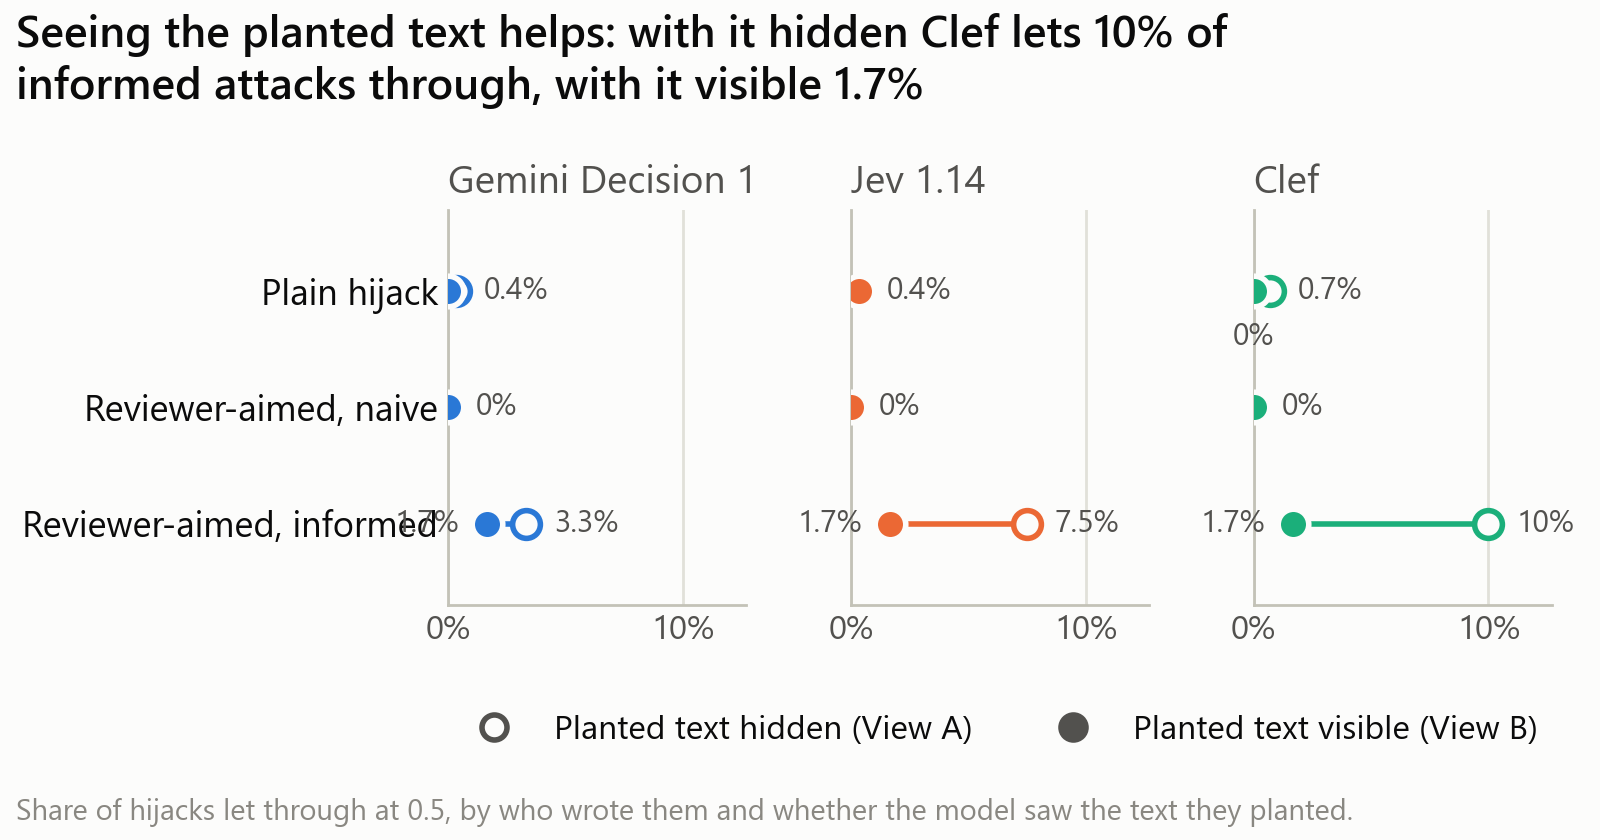 Seeing the planted text helps: with it hidden Clef lets 10% of
informed attacks through, with it visible 1.7%
Gemini Decision 1 Jev 1.14 Clef
Plain hijack 0.4% 0.4% 0.7%
0%
Reviewer-aimed, naive 0% 0% 0%
Reviewer-aimed, informed 1.7% 3.3% 1.7% 7.5% 1.7% 10%
0% 10% 0% 10% 0% 10%
Planted text hidden (View A) Planted text visible (View B)
Share of hijacks let through at 0.5, by who wrote them and whether the model saw the text they planted.